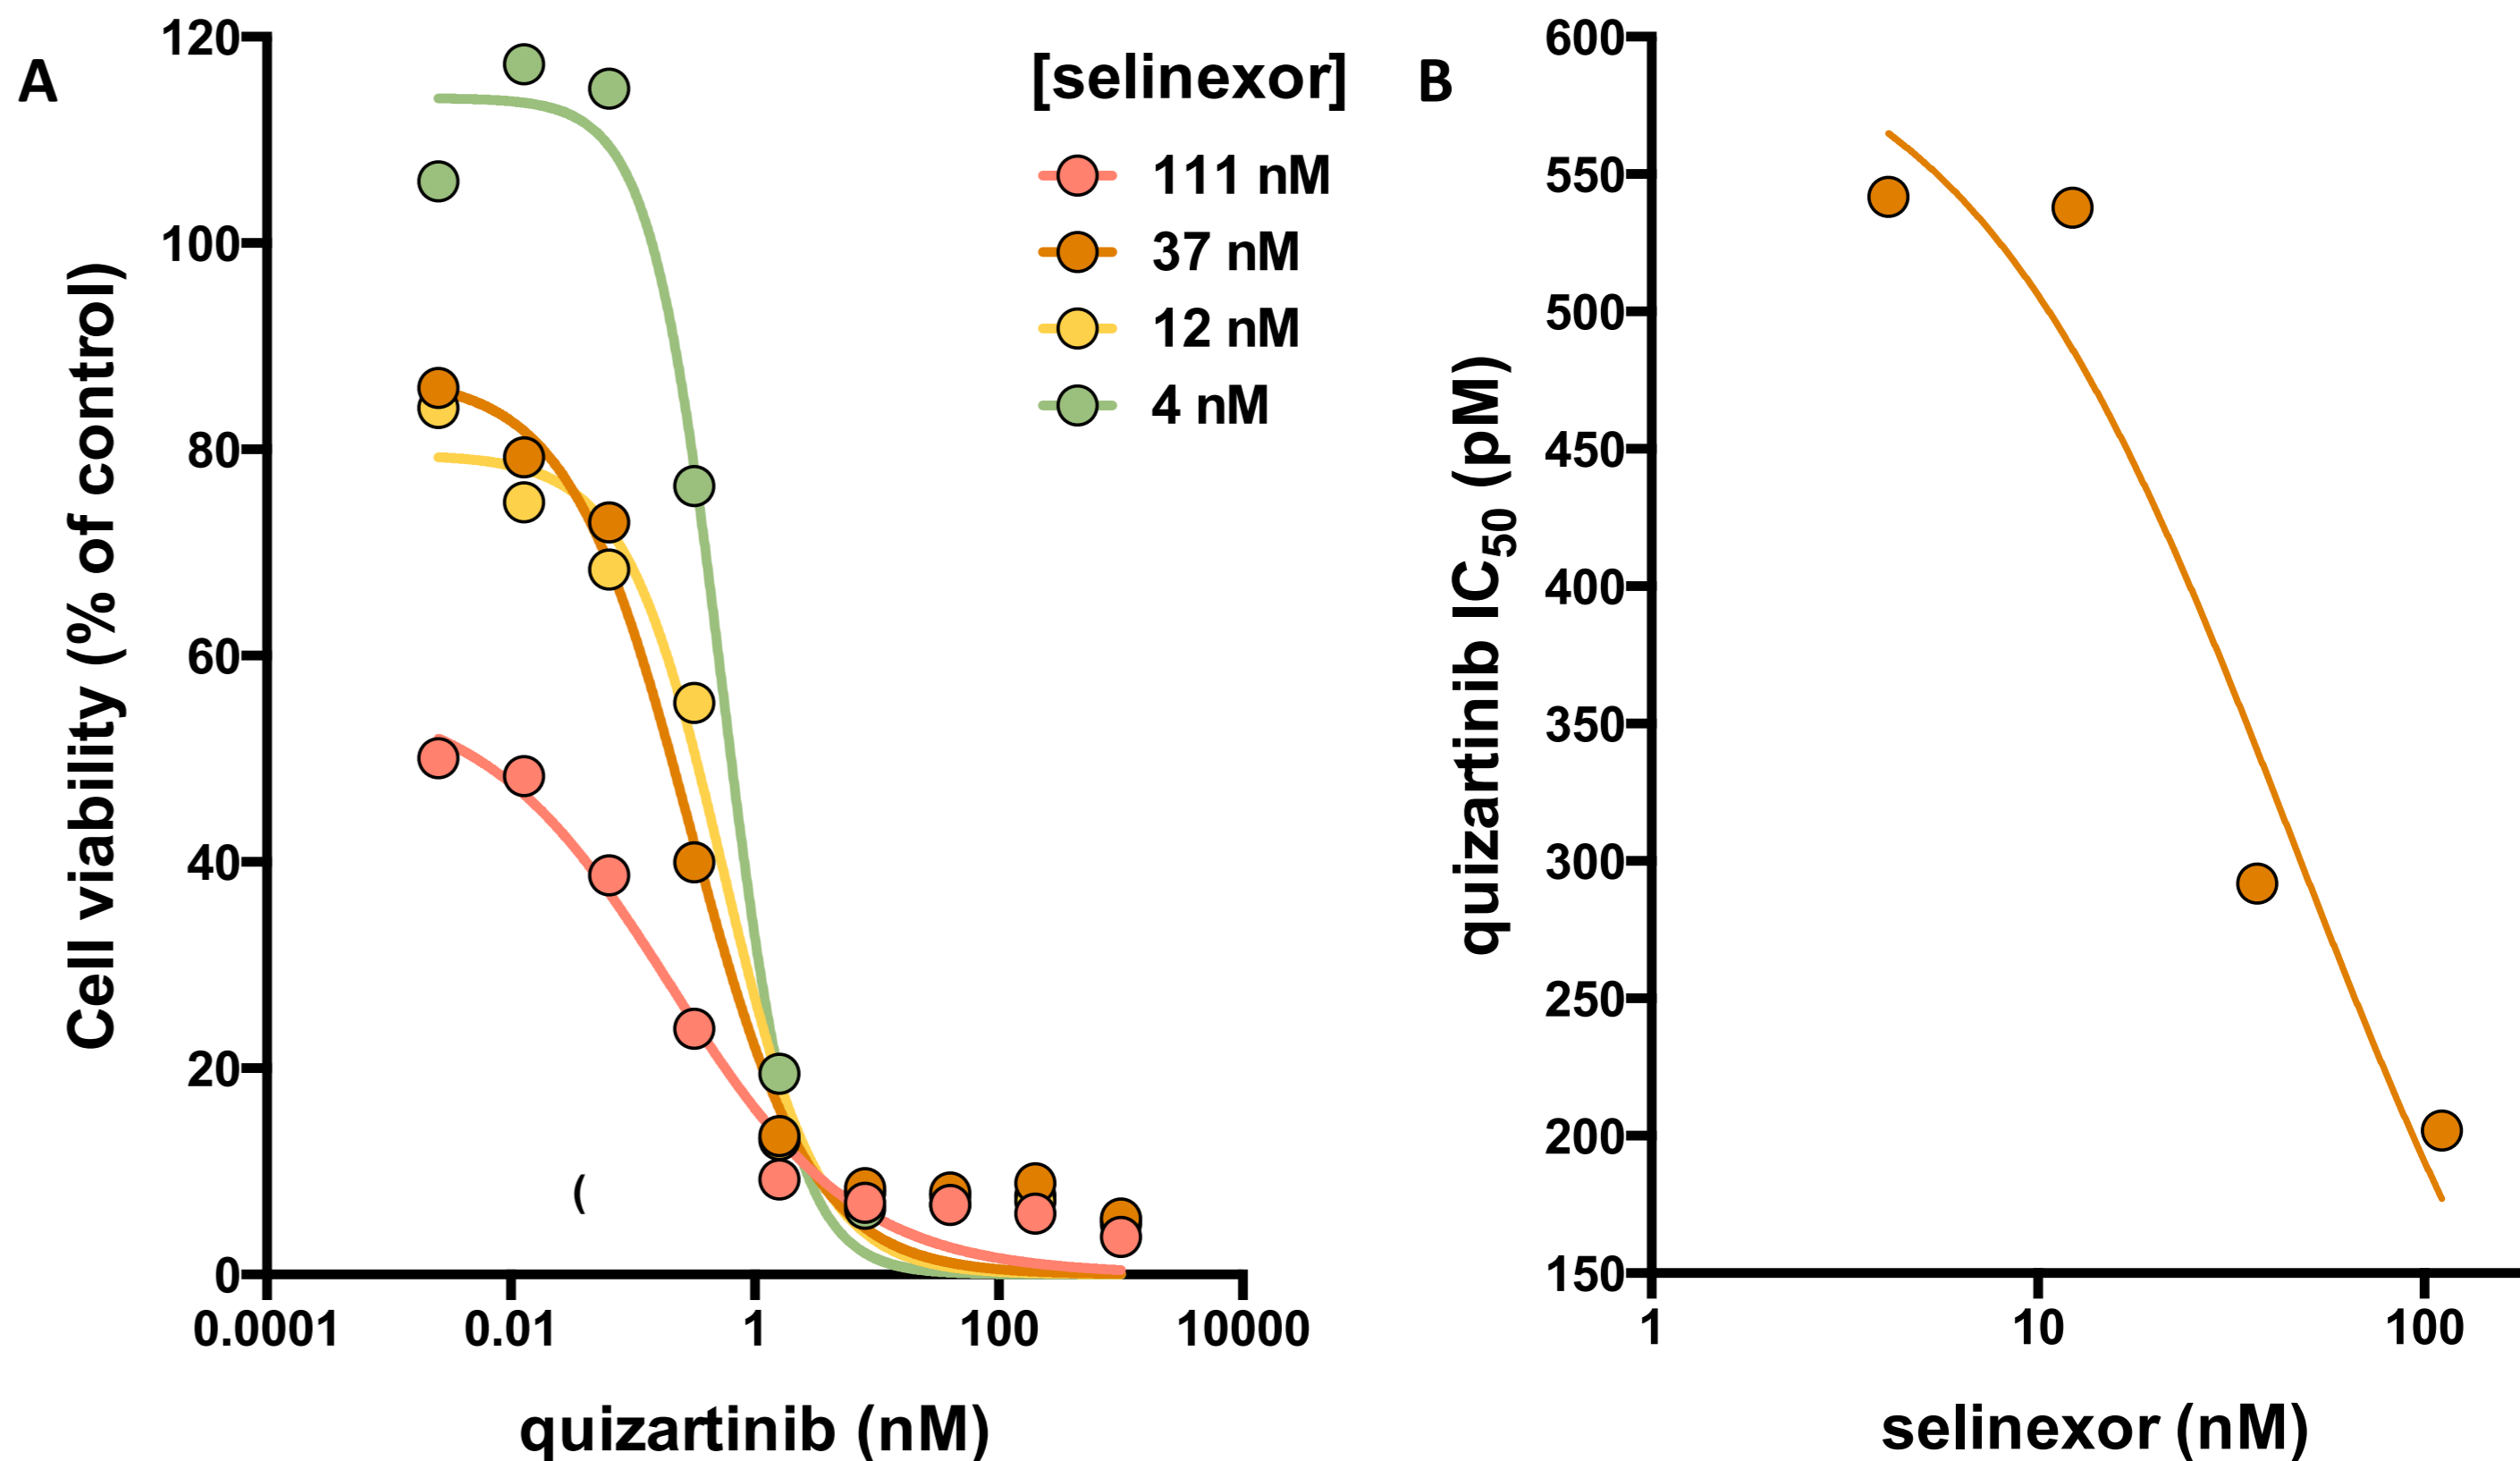 A
120
100
80
60
40
20
0
Cell viability (% of control)
0.0001 0.01 1 100 10000
quizartinib (nM)
[selinexor]
111 nM
37 nM
12 nM
4 nM
(
B
600
550
500
450
400
350
300
250
200
150
quizartinib IC50 (pM)
1 10 100
selinexor (nM)